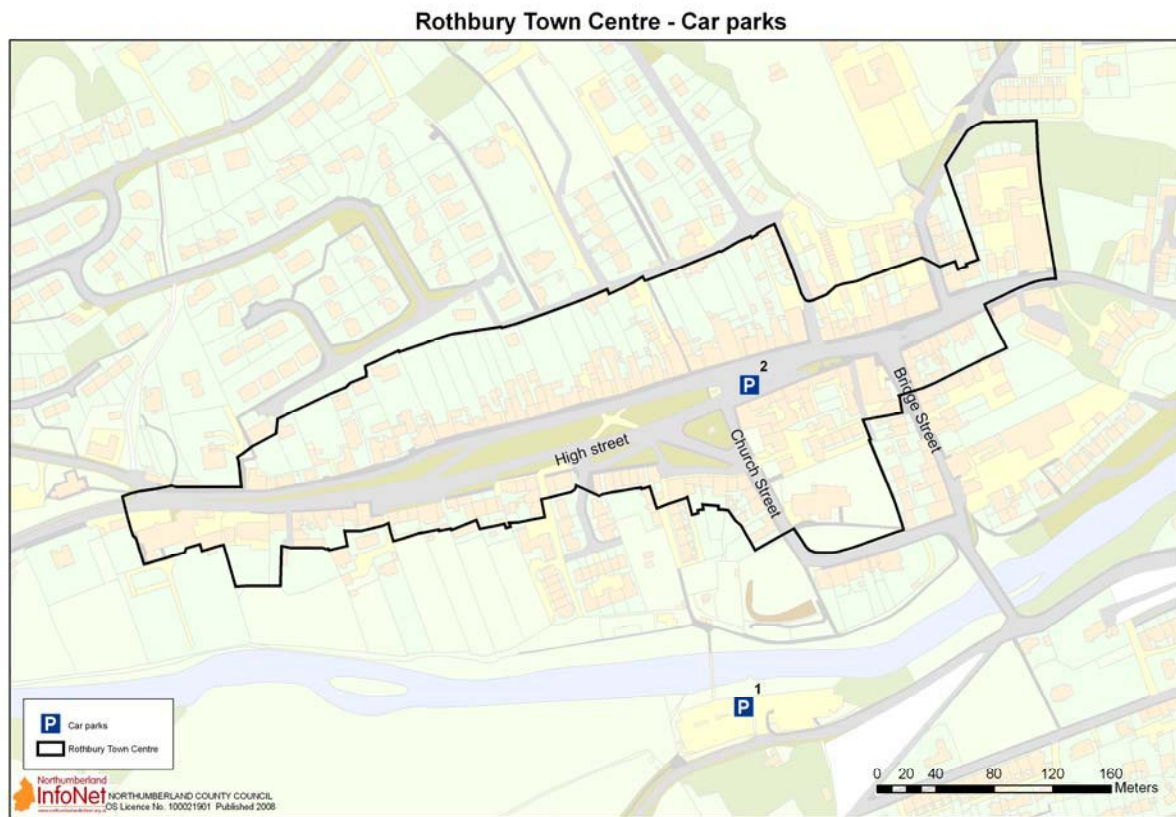 Rothbury Town Centre - Car parks
P 2
Bridge Street
High street
Church Street
P 1
P Car parks
Rothbury Town Centre
Northumberland
InfoNet
NORTHUMBERLAND COUNTY COUNCIL
OS Licence No. 100021901 Published 2008
0 20 40 80 120 160
Meters